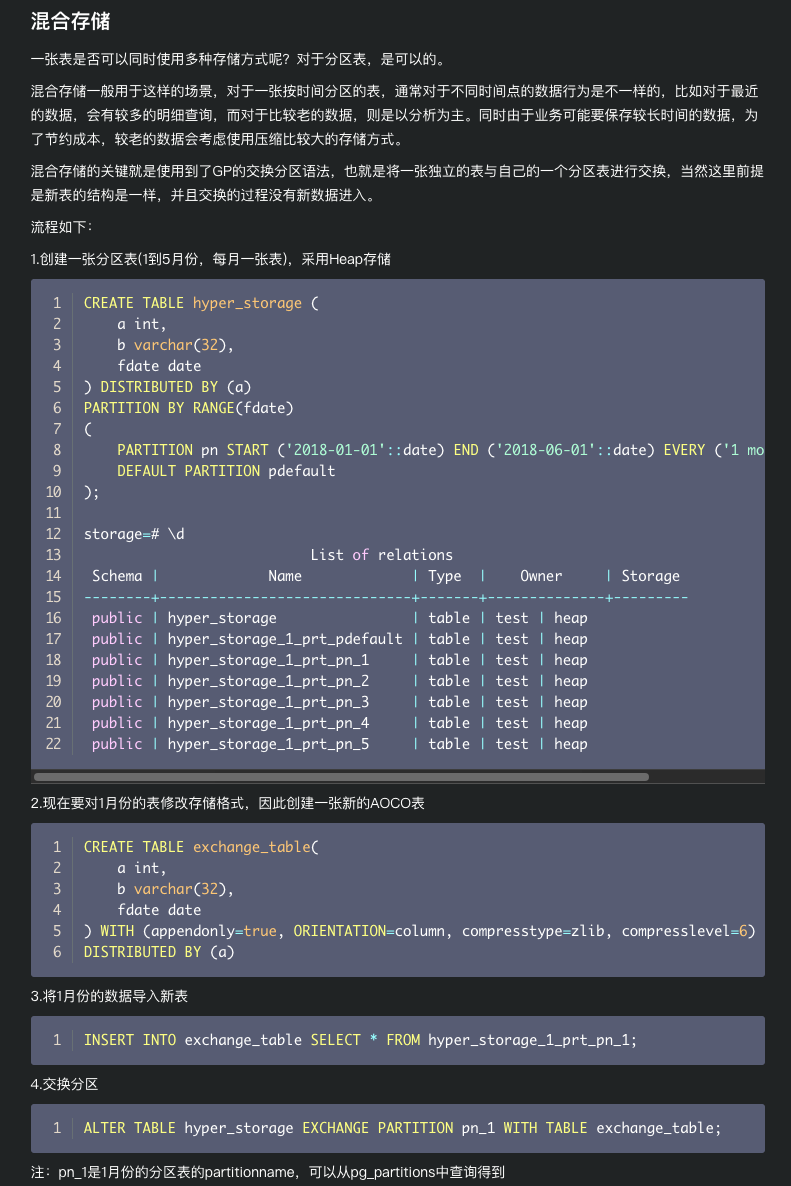 混合存储
一张表是否可以同时使用多种存储方式呢？对于分区表，是可以的。
混合存储一般用于这样的场景，对于一张按时间分区的表，通常对于不同时间点的数据行为是不一样的，比如对于最近
的数据，会有较多的明细查询，而对于比较老的数据，则是以分析为主。同时由于业务可能要保存较长时间的数据，为
了节约成本，较老的数据会考虑使用压缩比较大的存储方式。
混合存储的关键就是使用到了GP的交换分区语法，也就是将一张独立的表与自己的一个分区表进行交换，当然这里前提
是新表的结构是一样，并且交换的过程没有新数据进入。
流程如下：
1.创建一张分区表(1到5月份，每月一张表)，采用Heap存储
1 CREATE TABLE hyper_storage (
2     a int,
3     b varchar(32),
4     fdate date
5 ) DISTRIBUTED BY (a)
6 PARTITION BY RANGE(fdate)
7 (
8     PARTITION pn START ('2018-01-01'::date) END ('2018-06-01'::date) EVERY ('1 mo
9     DEFAULT PARTITION pdefault
10 );
11
12 storage=# \d
13                            List of relations
14  Schema |             Name             | Type  |    Owner     | Storage
15 --------+------------------------------+-------+--------------+---------
16  public | hyper_storage                | table | test | heap
17  public | hyper_storage_1_prt_pdefault | table | test | heap
18  public | hyper_storage_1_prt_pn_1     | table | test | heap
19  public | hyper_storage_1_prt_pn_2     | table | test | heap
20  public | hyper_storage_1_prt_pn_3     | table | test | heap
21  public | hyper_storage_1_prt_pn_4     | table | test | heap
22  public | hyper_storage_1_prt_pn_5     | table | test | heap
2.现在要对1月份的表修改存储格式，因此创建一张新的AOCO表
1 CREATE TABLE exchange_table(
2     a int,
3     b varchar(32),
4     fdate date
5 ) WITH (appendonly=true, ORIENTATION=column, compresstype=zlib, compresslevel=6)
6 DISTRIBUTED BY (a)
3.将1月份的数据导入新表
1 INSERT INTO exchange_table SELECT * FROM hyper_storage_1_prt_pn_1;
4.交换分区
1 ALTER TABLE hyper_storage EXCHANGE PARTITION pn_1 WITH TABLE exchange_table;
注：pn_1是1月份的分区表的partitionname，可以从pg_partitions中查询得到